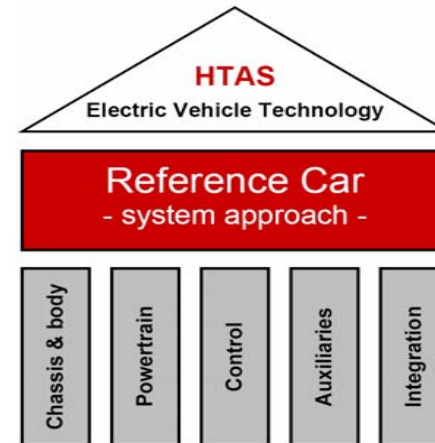 HTAS
Electric Vehicle Technology
Reference Car
- system approach -
Chassis & body
Powertrain
Control
Auxiliaries
Integration